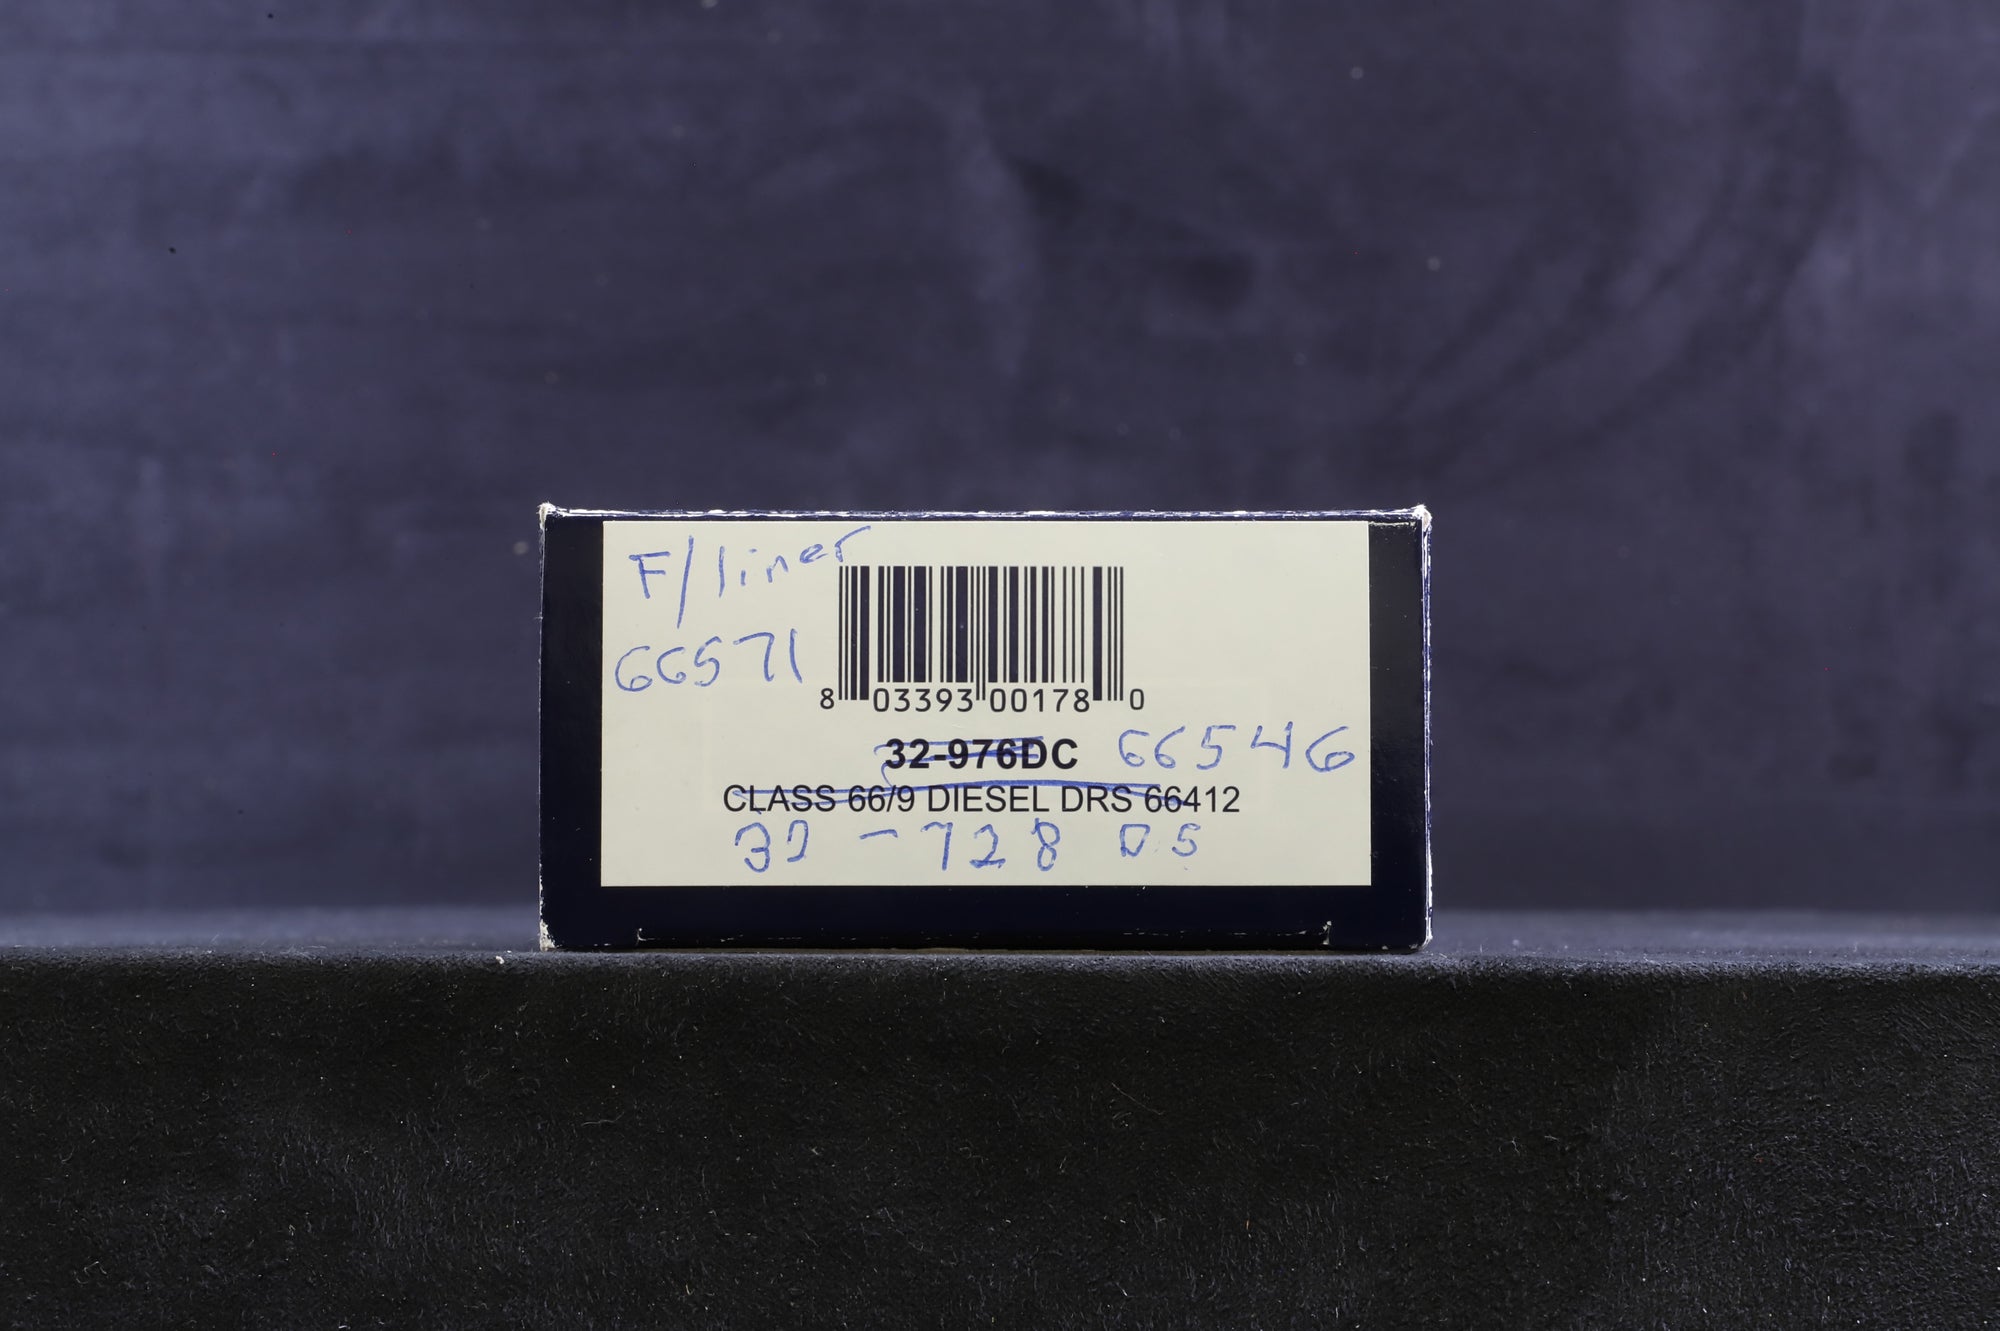 F/liner
66571
8 03393 00178 0
32-976DC 66546
CLASS 66/9 DIESEL DRS 66412
32-728 DS